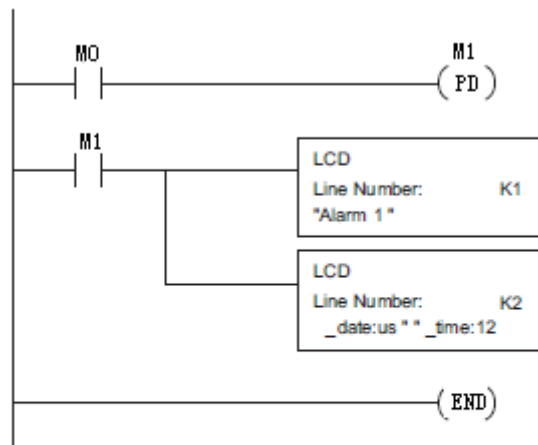 M0
M1
PD
M1
LCD
Line Number: K1
"Alarm 1 "
LCD
Line Number: K2
_date:us " " _time:12
END